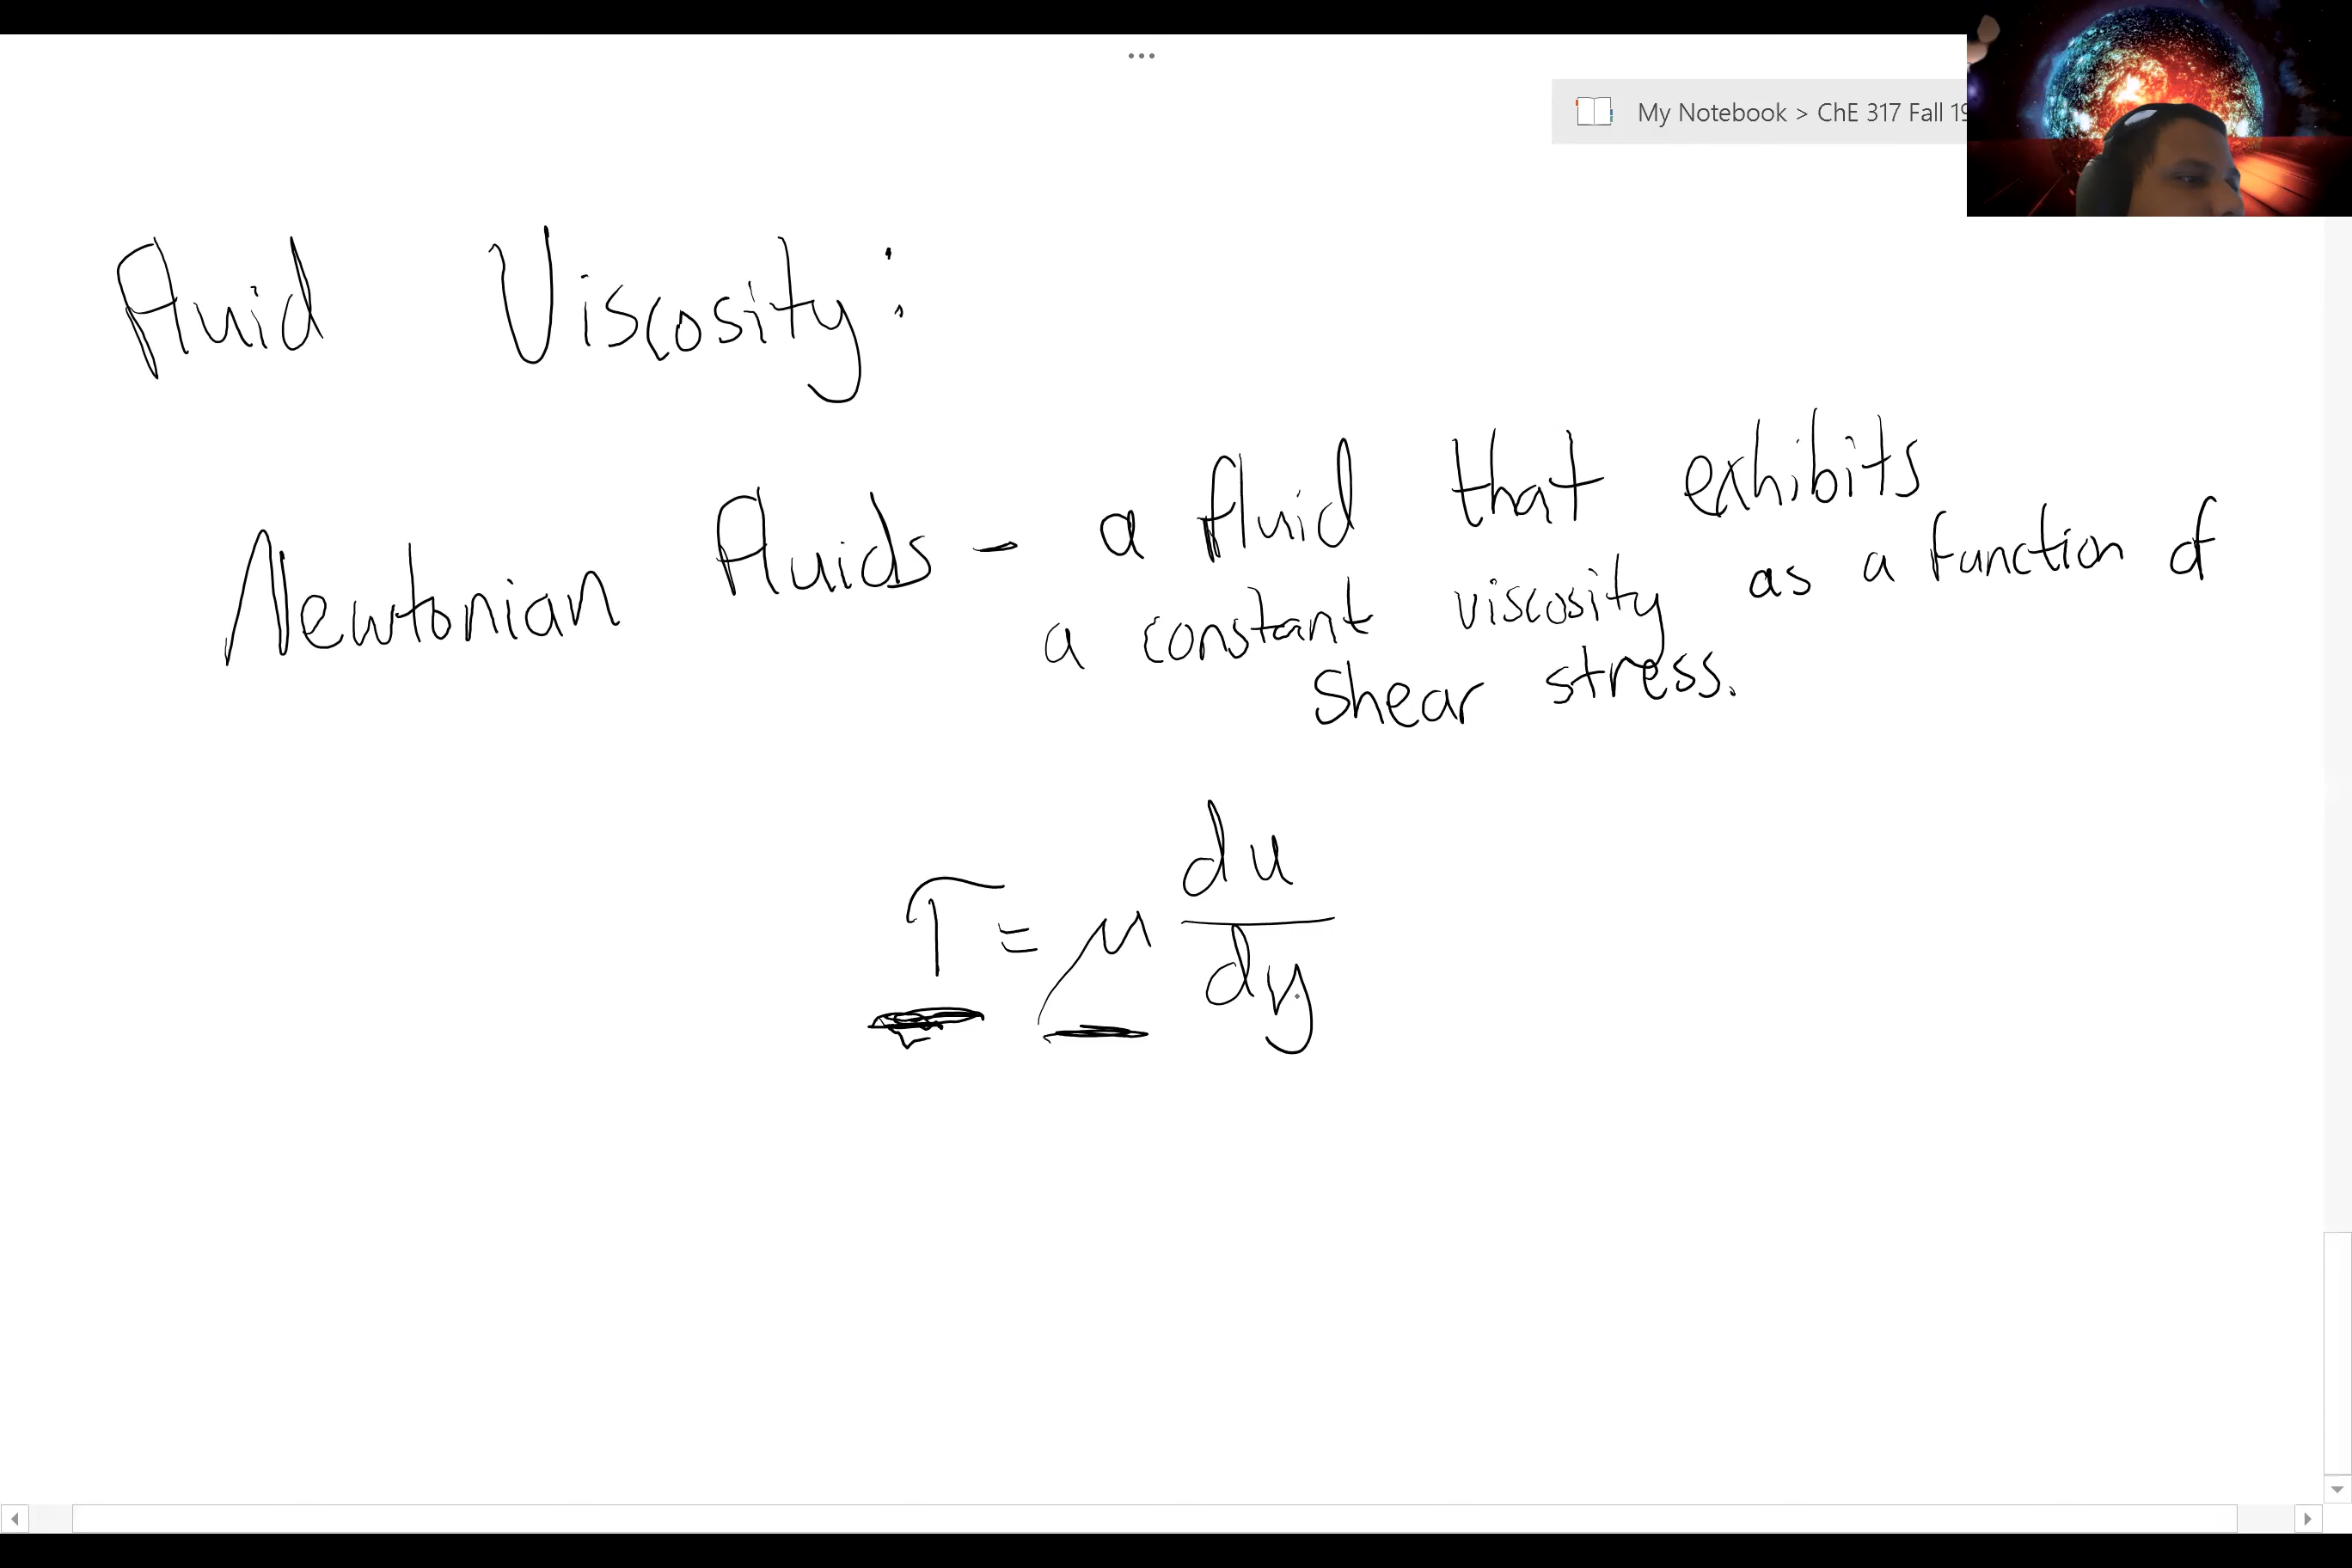 My Notebook > ChE 317 Fall 19
Fluid Viscosity:
Newtonian Fluids - a fluid that exhibits
a constant viscosity as a function of
shear stress.
τ = μ du/dy